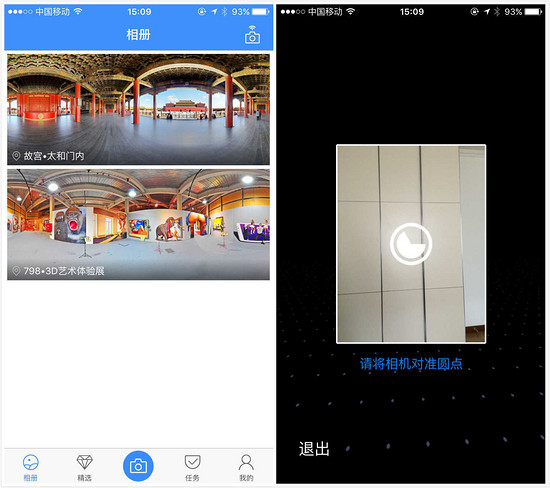 中国移动
15:09
93%
相册
故宫•太和门内
798•3D艺术体验展
相册
精选
任务
我的
中国移动
15:09
93%
请将相机对准圆点
退出